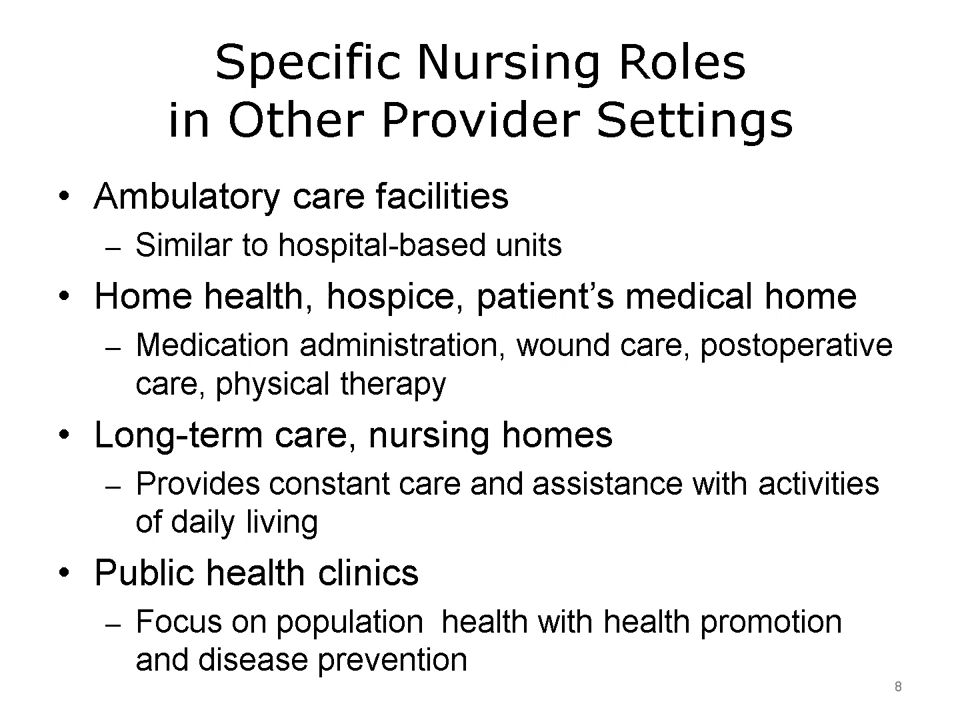 Specific Nursing Roles
in Other Provider Settings
• Ambulatory care facilities
– Similar to hospital-based units
• Home health, hospice, patient’s medical home
– Medication administration, wound care, postoperative
care, physical therapy
• Long-term care, nursing homes
– Provides constant care and assistance with activities
of daily living
• Public health clinics
– Focus on population  health with health promotion
and disease prevention
8